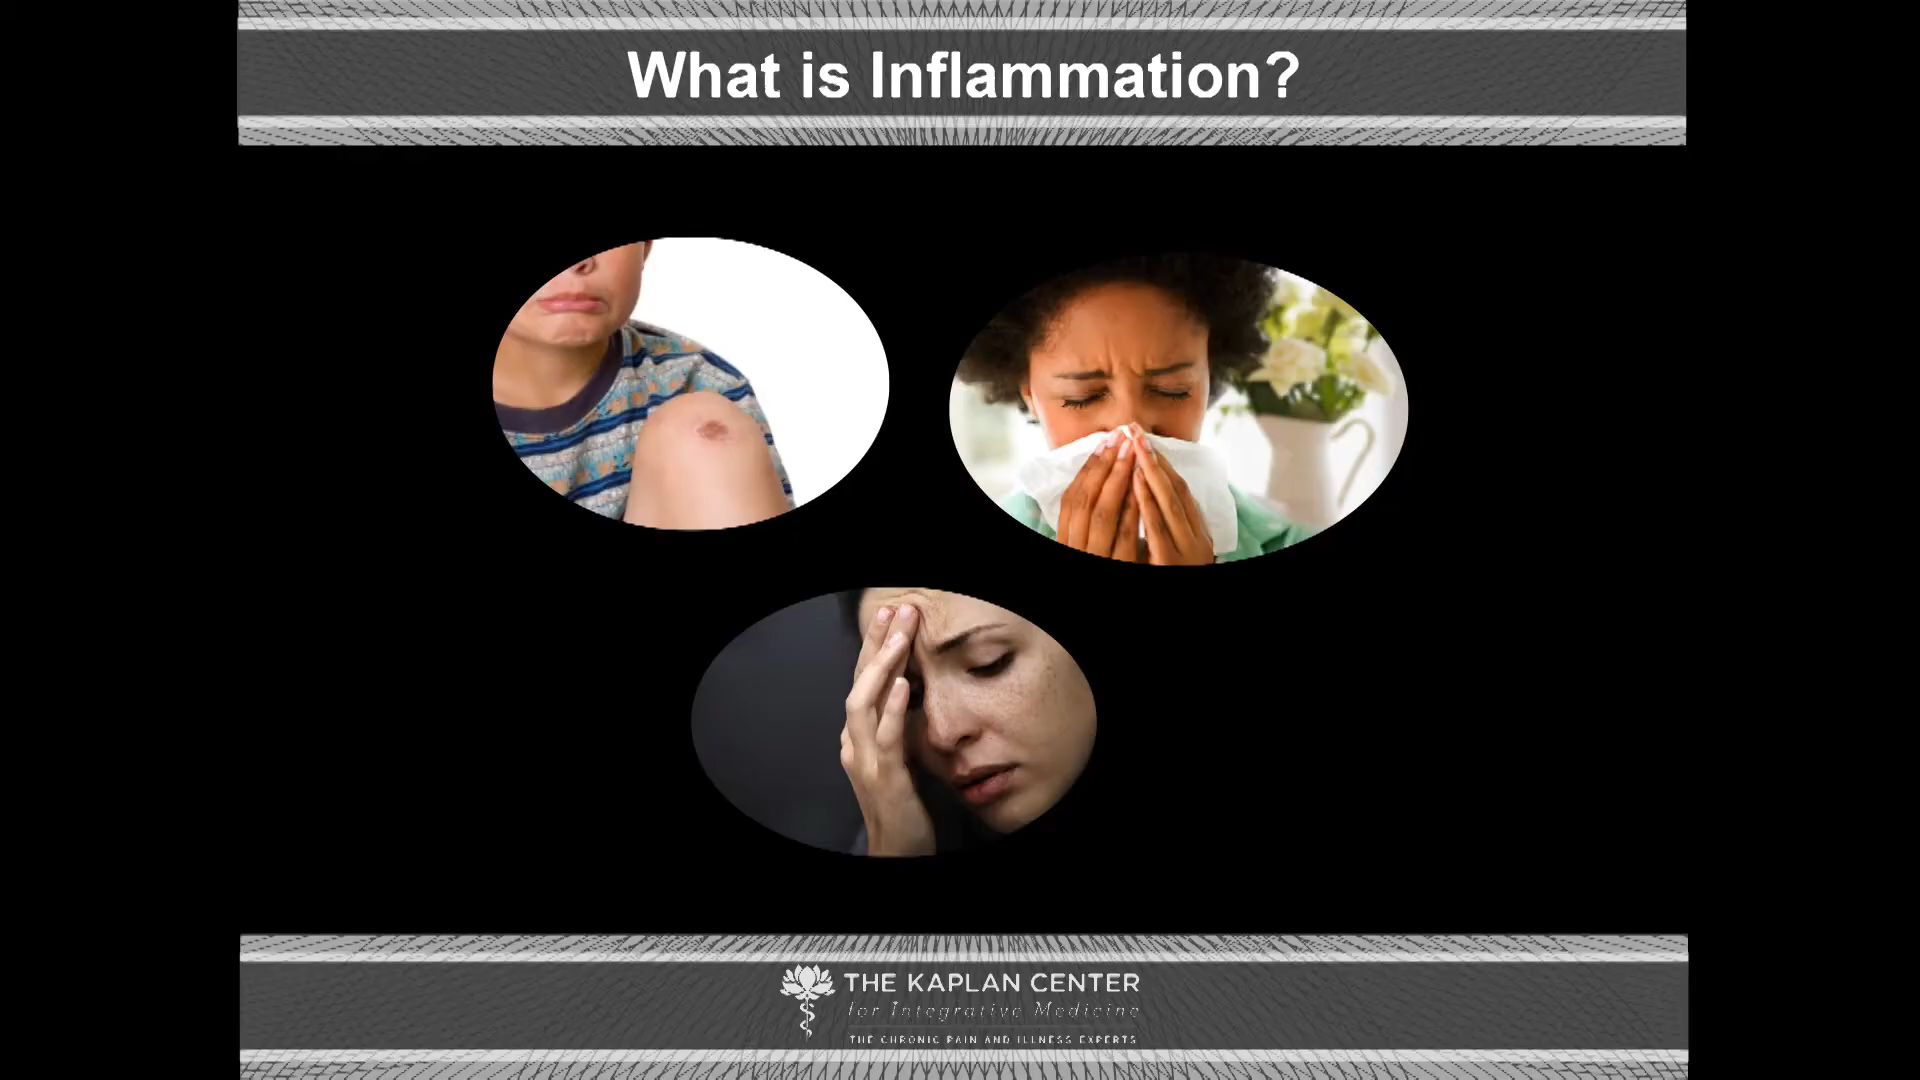 What is Inflammation?
THE KAPLAN CENTER
for Integrative Medicine
THE CHRONIC PAIN AND ILLNESS EXPERTS